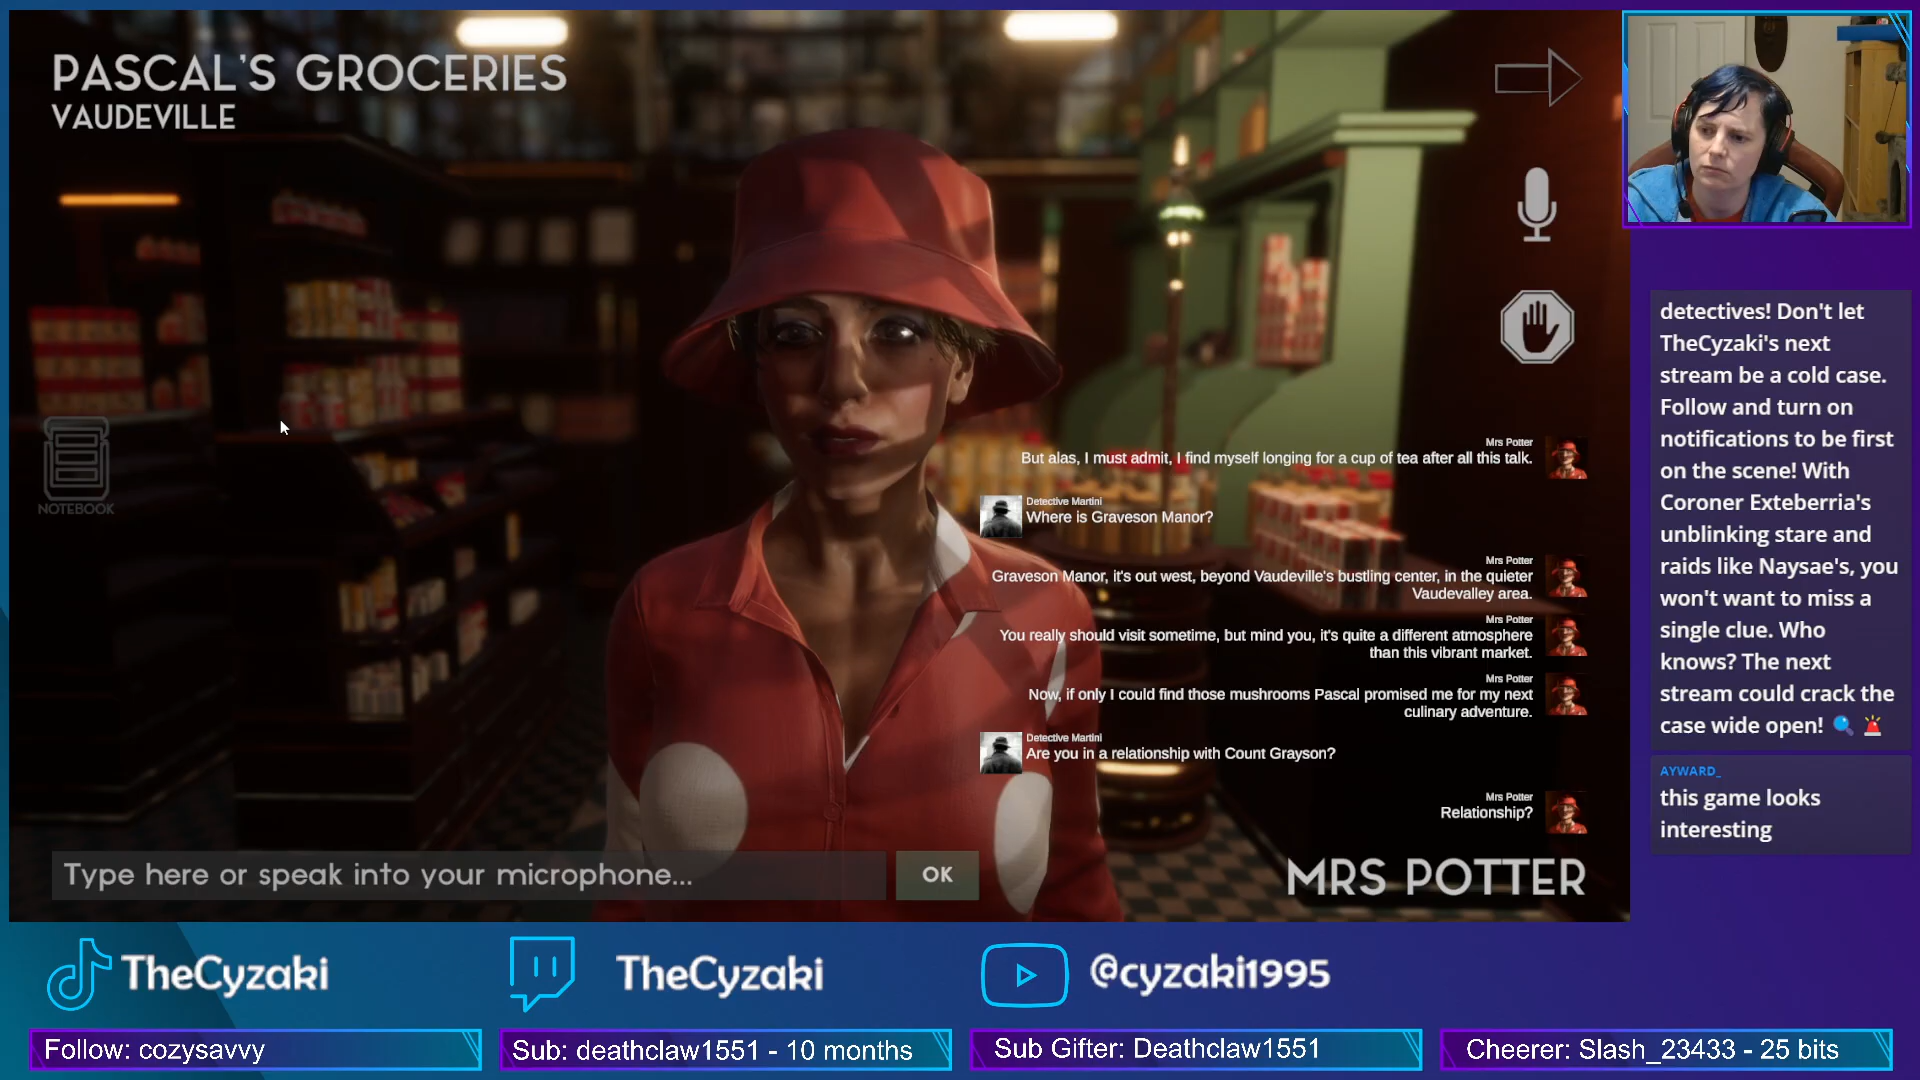 PASCAL'S GROCERIES
VAUDEVILLE
NOTEBOOK
Mrs Potter
But alas, I must admit, I find myself longing for a cup of tea after all this talk.
Detective Martini
Where is Graveson Manor?
Mrs Potter
Graveson Manor, it's out west, beyond Vaudeville's bustling center, in the quieter
Vaudevalley area.
Mrs Potter
You really should visit sometime, but mind you, it's quite a different atmosphere
than this vibrant market.
Mrs Potter
Now, if only I could find those mushrooms Pascal promised me for my next
culinary adventure.
Detective Martini
Are you in a relationship with Count Grayson?
Mrs Potter
Relationship?
Type here or speak into your microphone...
OK
MRS POTTER
detectives! Don't let
TheCyzaki's next
stream be a cold case.
Follow and turn on
notifications to be first
on the scene! With
Coroner Exteberria's
unblinking stare and
raids like Naysae's, you
won't want to miss a
single clue. Who
knows? The next
stream could crack the
case wide open! 🔍 🚨
AYWARD_
this game looks
interesting
TheCyzaki
TheCyzaki
@cyzaki1995
Follow: cozysavvy
Sub: deathclaw1551 - 10 months
Sub Gifter: Deathclaw1551
Cheerer: Slash_23433 - 25 bits